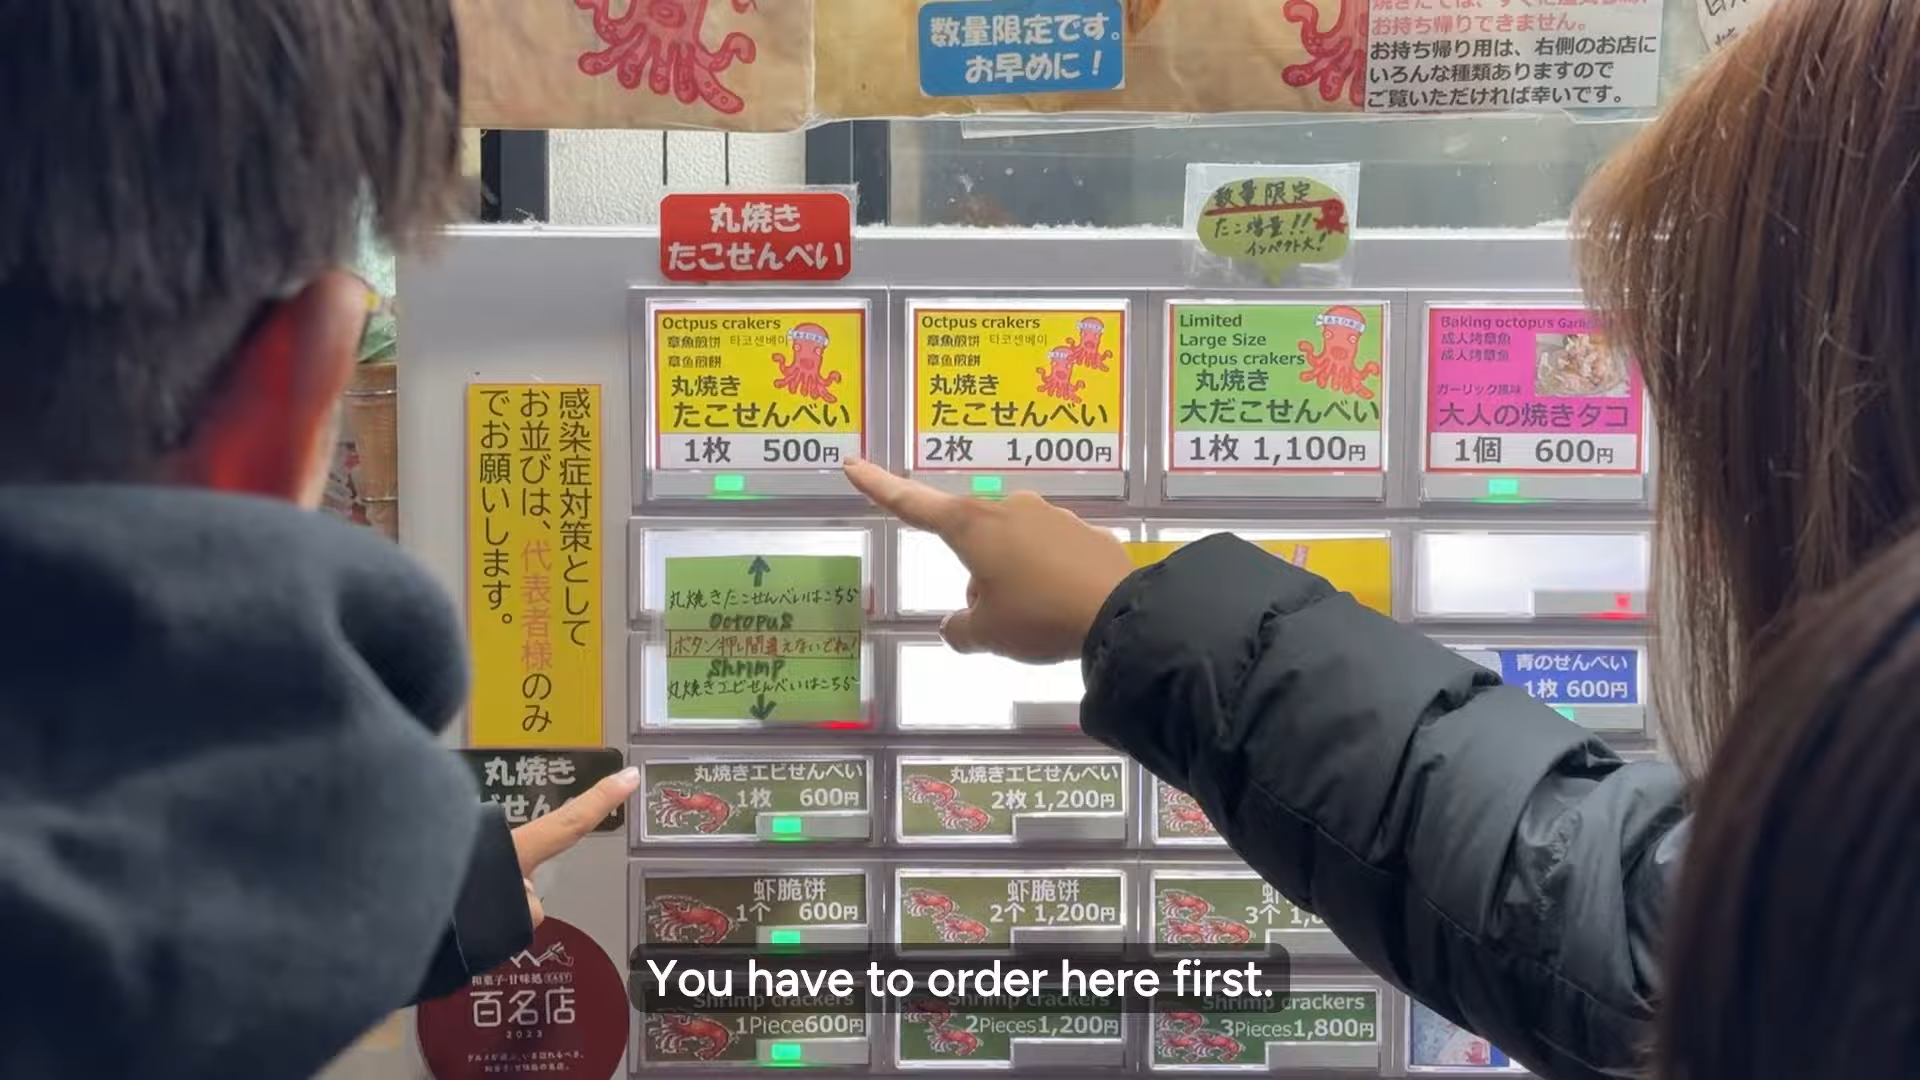 数量限定です。
お早めに！
お持ち帰りできません。
お持ち帰り用は、右側のお店に
いろんな種類ありますので
ご覧いただければ幸いです。
丸焼き
たこせんべい
数量限定
たこ増量!!
インパクト大!
Octpus crakers
章魚煎饼 타코센베이
章鱼煎餅
丸焼き
たこせんべい
1枚 500円
Octpus crakers
章魚煎饼 타코센베이
章鱼煎餅
丸焼き
たこせんべい
2枚 1,000円
Limited
Large Size
Octpus crakers
丸焼き
大だこせんべい
1枚 1,100円
Baking octopus
成人烤章魚
成人烤章魚
ガーリック風味
大人の焼きタコ
1個 600円
感染症対策として
お並びは、代表者様のみ
でお願いします。
丸焼きたこせんべいはこちら
Octopus
ボタン押し間違えないでね!
Shrimp
丸焼きエビせんべいはこちら
青のせんべい
1枚 600円
丸焼き
丸焼きエビせんべい
1枚 600円
丸焼きエビせんべい
2枚 1,200円
虾脆饼
1个 600円
虾脆饼
2个 1,200円
3个
Shrimp crackers
1Piece600円
Shrimp crackers
2Pieces1,200円
Shrimp crackers
3Pieces1,800円
和菓子・甘味処 EAST
百名店
2023
You have to order here first.